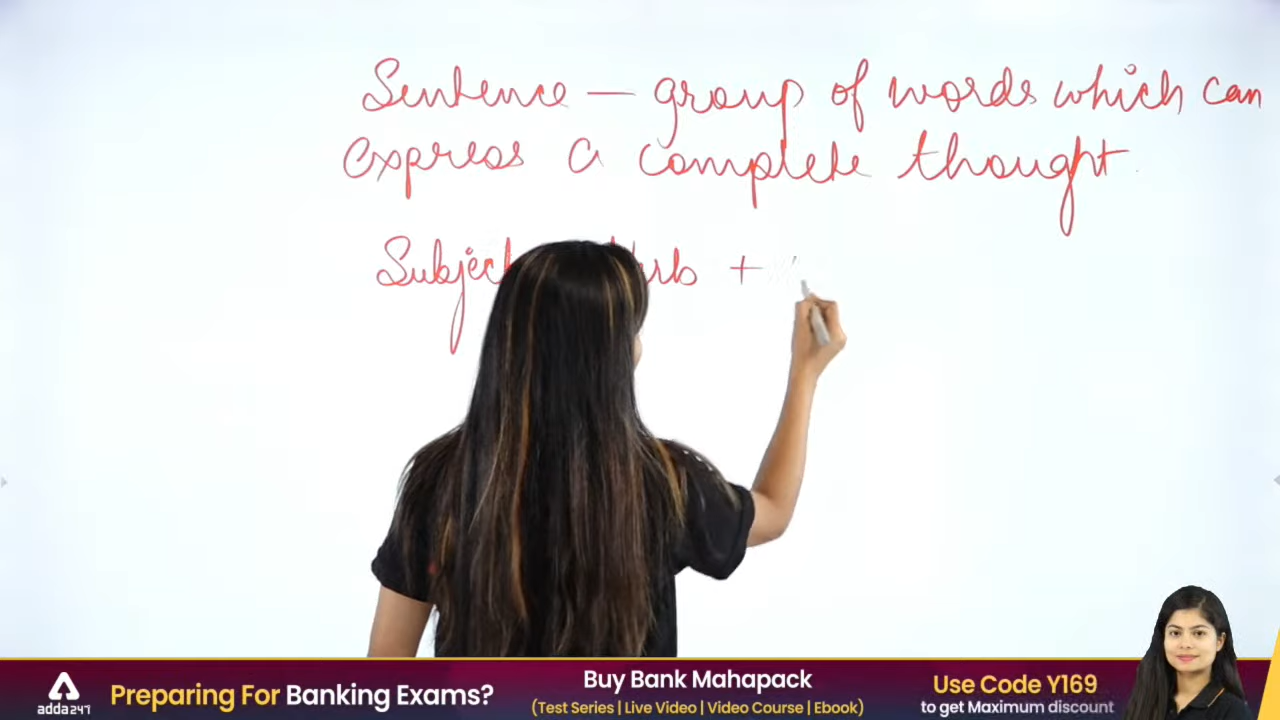 Sentence — group of words which can
express a complete thought.
Subject verb +
adda247
Preparing For Banking Exams?
Buy Bank Mahapack
(Test Series | Live Video | Video Course | Ebook)
Use Code Y169
to get Maximum discount